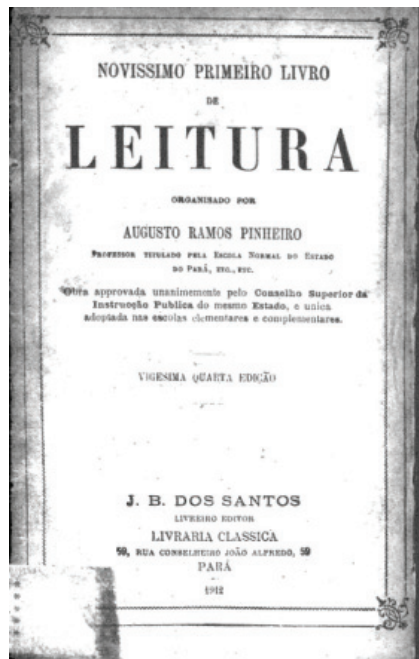 NOVISSIMO PRIMEIRO LIVRO
DE
LEITURA
ORGANISADO POR
AUGUSTO RAMOS PINHEIRO
PROFESSOR TITULADO PELA ESCOLA NORMAL DO ESTADO
DO PARÁ, ETC., ETC.
Obra approvada unanimemente pelo Conselho Superior da
Instrucção Publica do mesmo Estado, e unica
adoptada nas escolas elementares e complementares.
VIGESIMA QUARTA EDIÇÃO
J. B. DOS SANTOS
LIVREIRO EDITOR
LIVRARIA CLASSICA
59, RUA CONSELHEIRO JOÃO ALFREDO, 59
PARÁ
1912